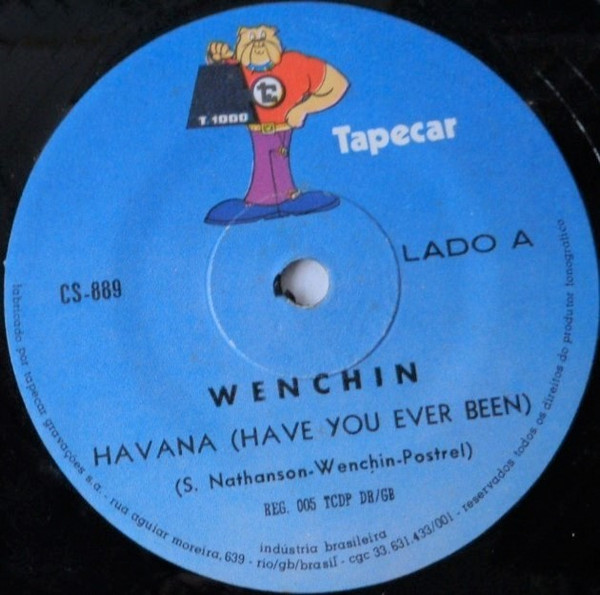 T.1000
Tapecar
LADO A
CS-889
WENCHIN
HAVANA (HAVE YOU EVER BEEN)
(S. Nathanson-Wenchin-Postrel)
REG. 005 TCDP DR/GB
indústria brasileira
fabricado por tapecar gravações s.a. - rua aguiar moreira, 639 - rio/gb/brasil - cgc 33.631.433/001 - reservados todos os direitos do produtor fonográfico